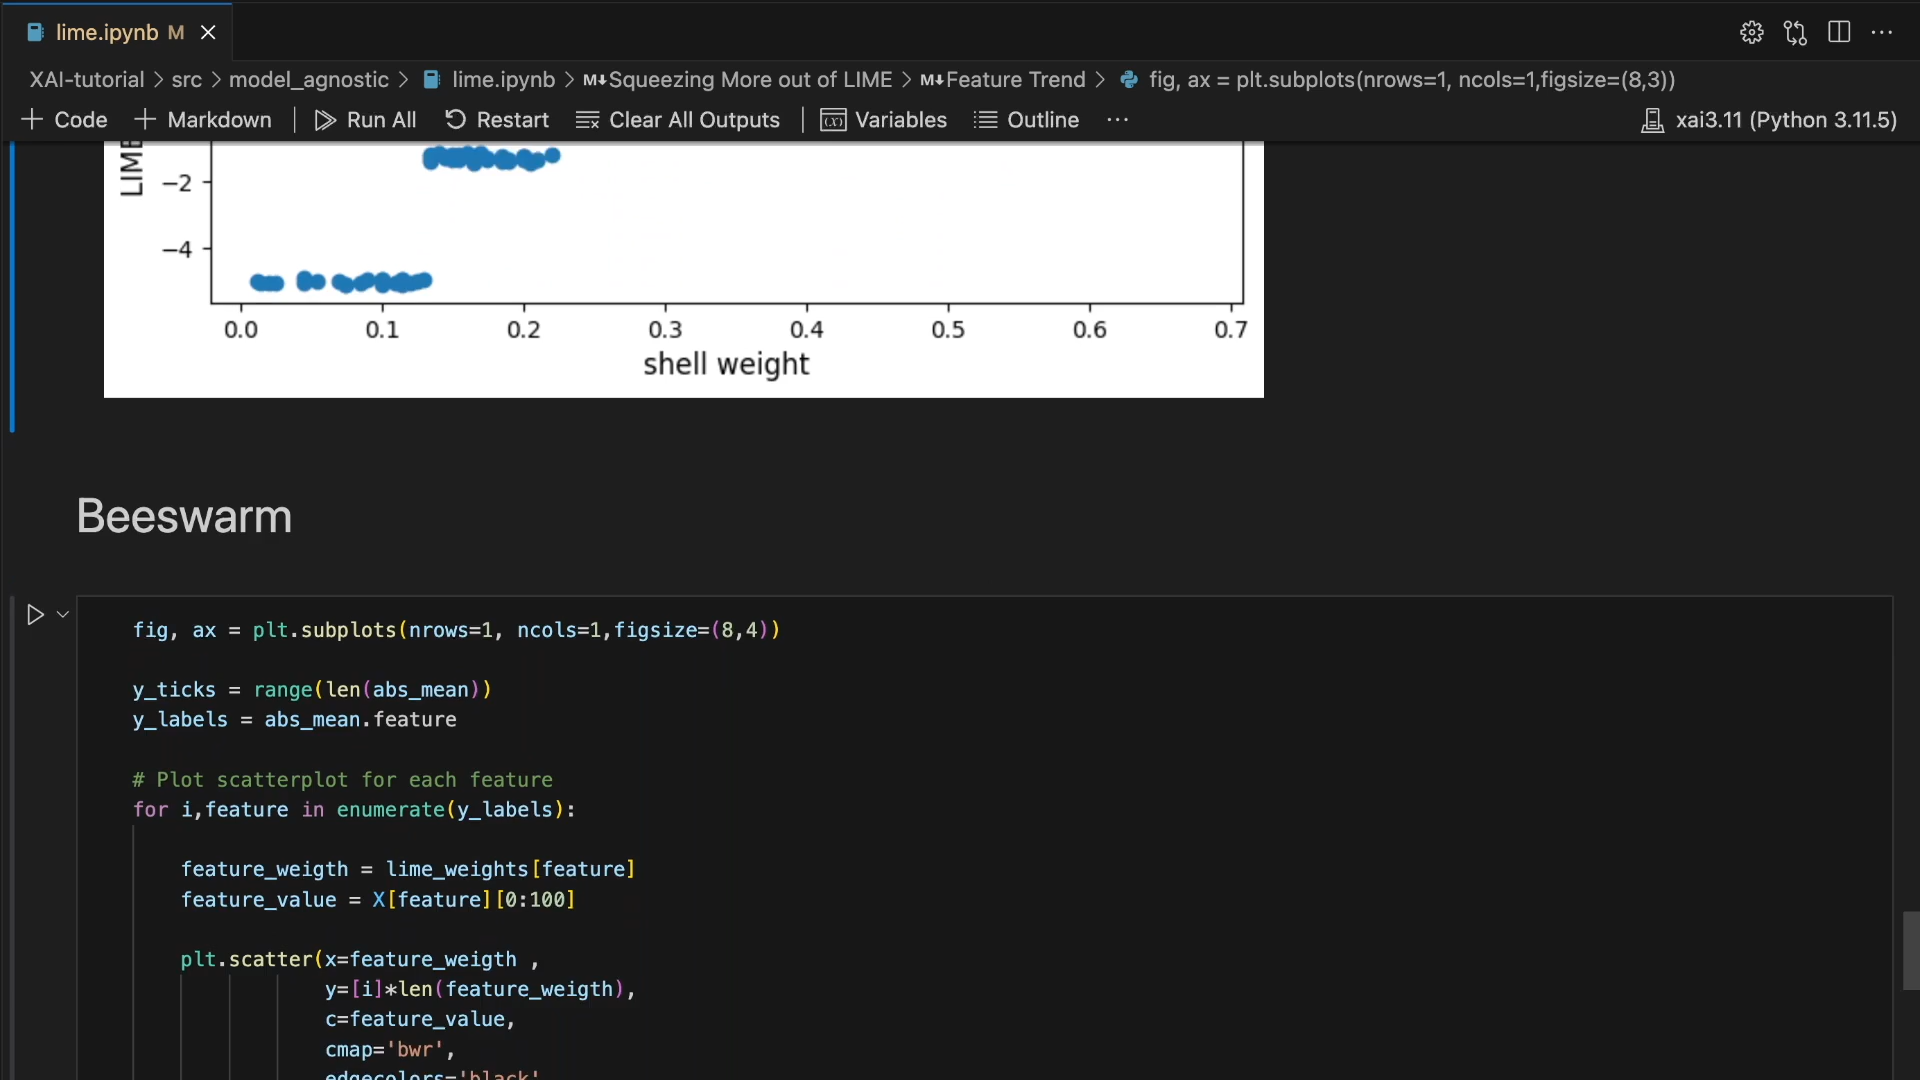 lime.ipynb M
XAI-tutorial > src > model_agnostic > lime.ipynb > M↓Squeezing More out of LIME > M↓Feature Trend > fig, ax = plt.subplots(nrows=1, ncols=1,figsize=(8,3))
+ Code + Markdown | Run All Restart Clear All Outputs | Variables Outline ··· xai3.11 (Python 3.11.5)
LIME
−2
−4
0.0 0.1 0.2 0.3 0.4 0.5 0.6 0.7
shell weight
Beeswarm
fig, ax = plt.subplots(nrows=1, ncols=1,figsize=(8,4))
y_ticks = range(len(abs_mean))
y_labels = abs_mean.feature
# Plot scatterplot for each feature
for i,feature in enumerate(y_labels):
feature_weigth = lime_weights[feature]
feature_value = X[feature][0:100]
plt.scatter(x=feature_weigth ,
y=[i]*len(feature_weigth),
c=feature_value,
cmap='bwr',
edgecolors='black'